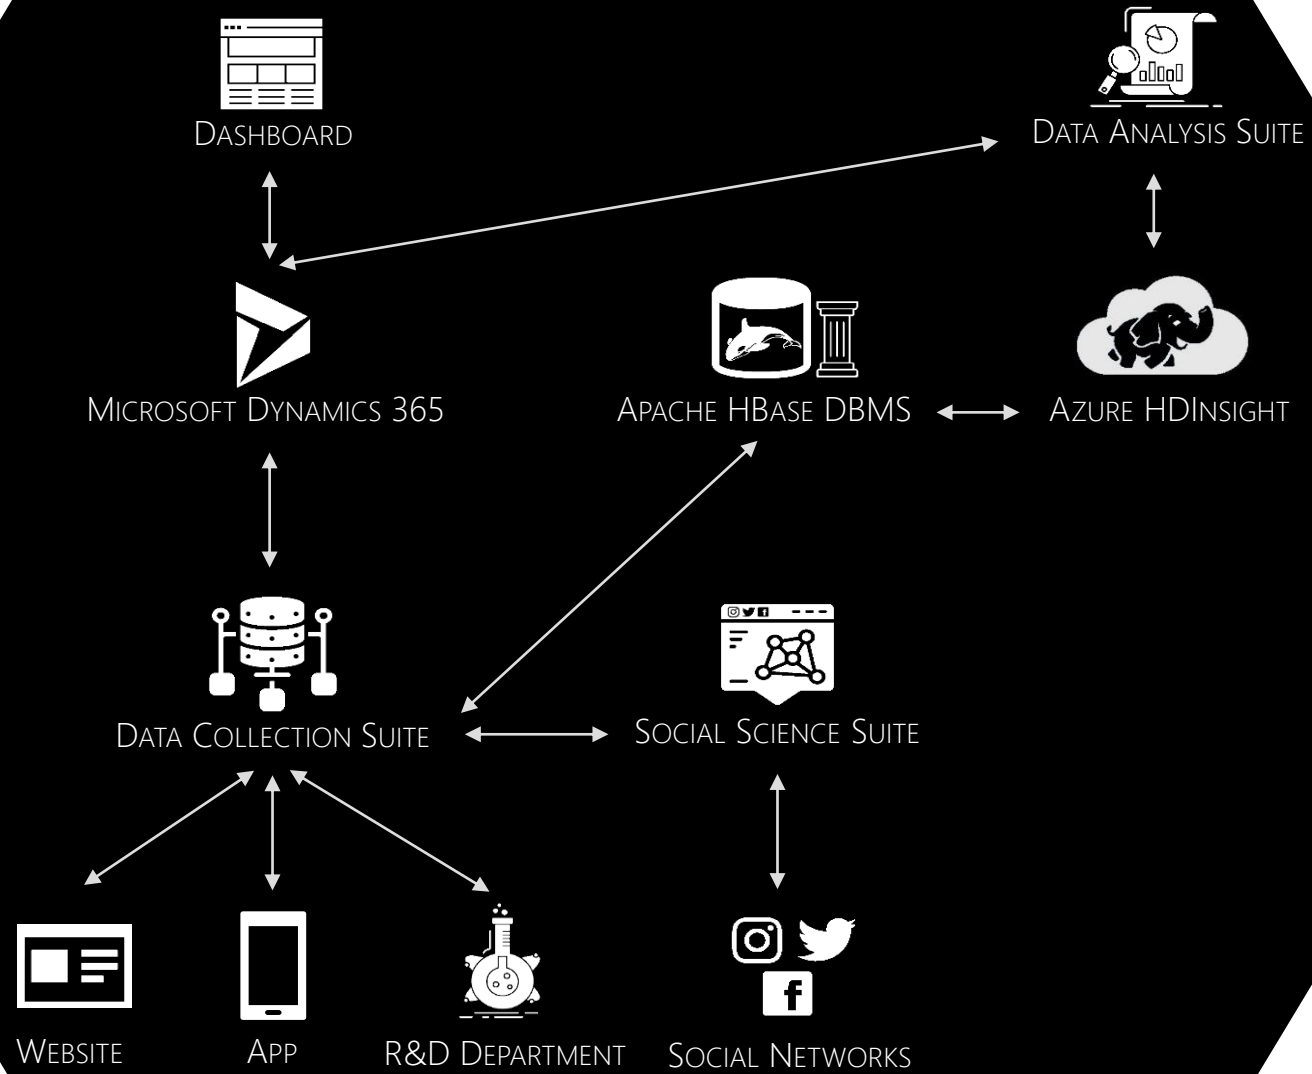 Dashboard
Data Analysis Suite
Microsoft Dynamics 365
Apache HBase DBMS
Azure HDInsight
Data Collection Suite
Social Science Suite
Website
App
R&D Department
Social Networks